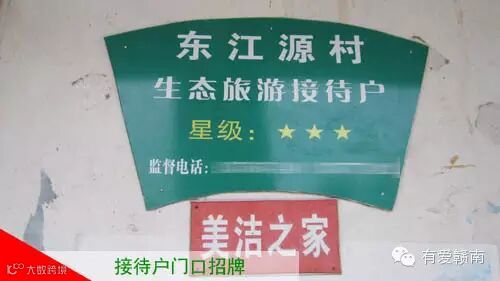 东江源村
生态旅游接待户
星级：★★★
监督电话：
美洁之家
接待户门口招牌
大数跨境
有爱赣南